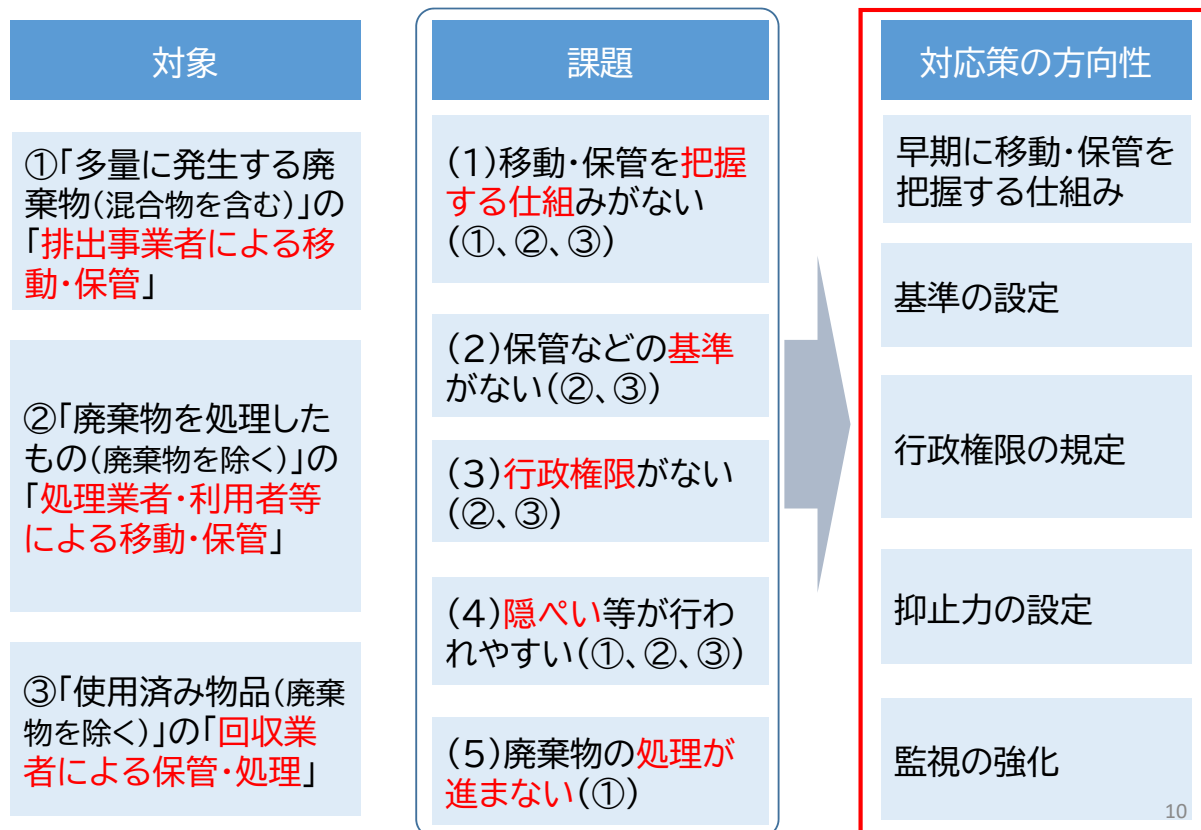 対象
①「多量に発生する廃
棄物(混合物を含む)」の
「排出事業者による移
動・保管」
②「廃棄物を処理した
もの(廃棄物を除く)」の
「処理業者・利用者等
による移動・保管」
③「使用済み物品(廃棄
物を除く)」の「回収業
者による保管・処理」
課題
(1)移動・保管を把握
する仕組みがない
(①、②、③)
(2)保管などの基準
がない(②、③)
(3)行政権限がない
(②、③)
(4)隠ぺい等が行わ
れやすい(①、②、③)
(5)廃棄物の処理が
進まない(①)
対応策の方向性
早期に移動・保管を
把握する仕組み
基準の設定
行政権限の規定
抑止力の設定
監視の強化
10